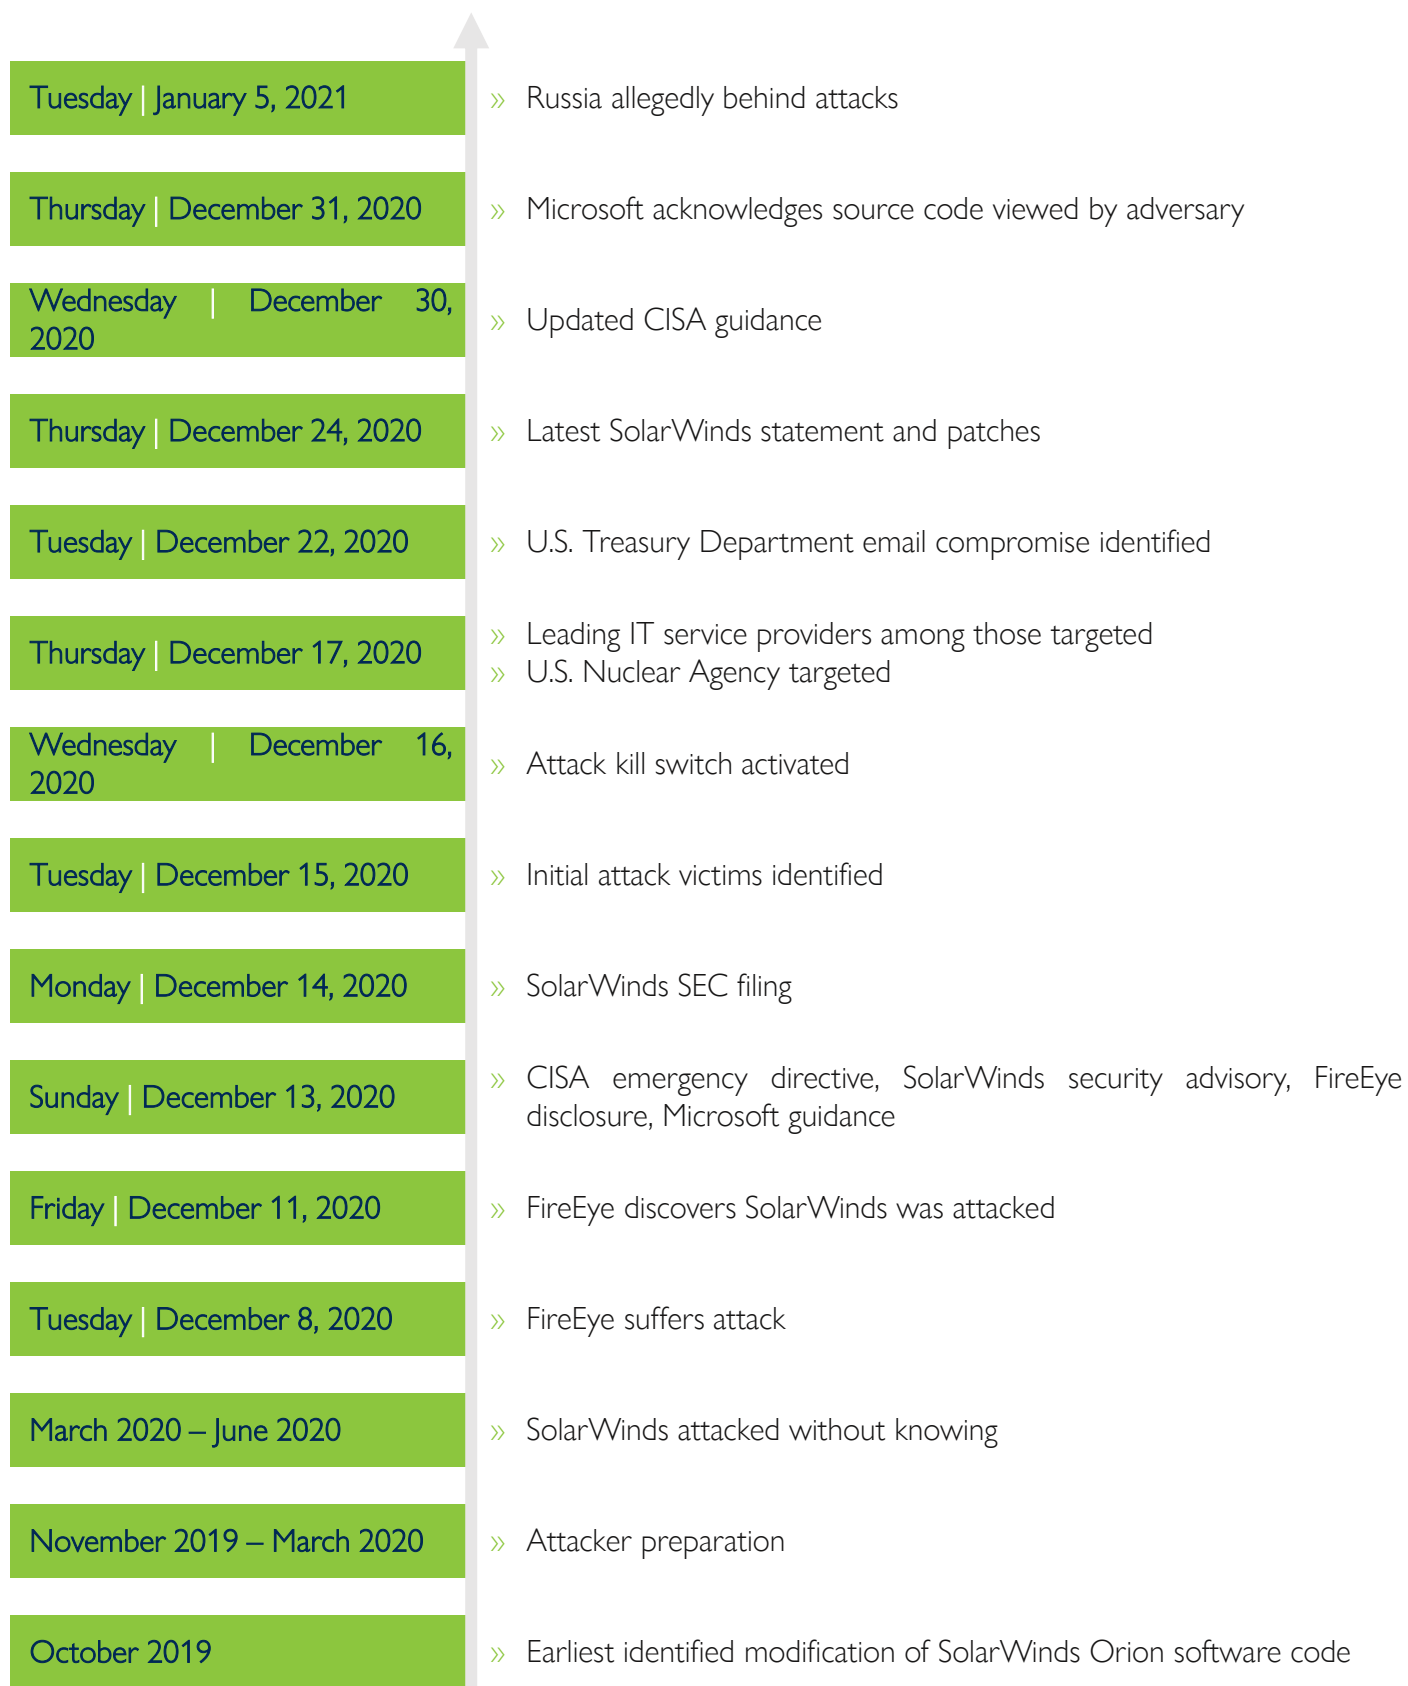 Tuesday | January 5, 2021
» Russia allegedly behind attacks
Thursday | December 31, 2020
» Microsoft acknowledges source code viewed by adversary
Wednesday | December 30,
2020
» Updated CISA guidance
Thursday | December 24, 2020
» Latest SolarWinds statement and patches
Tuesday | December 22, 2020
» U.S. Treasury Department email compromise identified
Thursday | December 17, 2020
» Leading IT service providers among those targeted
» U.S. Nuclear Agency targeted
Wednesday | December 16,
2020
» Attack kill switch activated
Tuesday | December 15, 2020
» Initial attack victims identified
Monday | December 14, 2020
» SolarWinds SEC filing
Sunday | December 13, 2020
» CISA emergency directive, SolarWinds security advisory, FireEye
disclosure, Microsoft guidance
Friday | December 11, 2020
» FireEye discovers SolarWinds was attacked
Tuesday | December 8, 2020
» FireEye suffers attack
March 2020 – June 2020
» SolarWinds attacked without knowing
November 2019 – March 2020
» Attacker preparation
October 2019
» Earliest identified modification of SolarWinds Orion software code